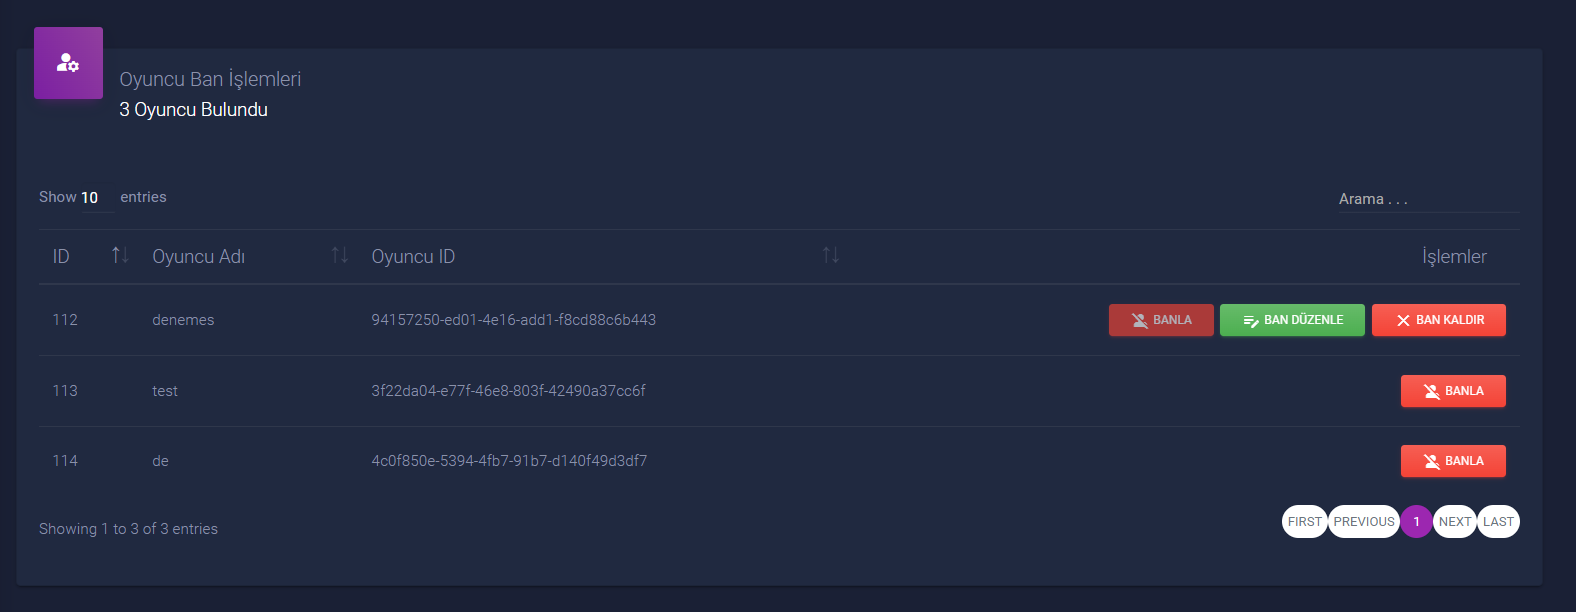 Oyuncu Ban İşlemleri
3 Oyuncu Bulundu
Show 10 entries
Arama . . .
ID Oyuncu Adı Oyuncu ID İşlemler
112 denemes 94157250-ed01-4e16-add1-f8cd88c6b443 BANLA BAN DÜZENLE BAN KALDIR
113 test 3f22da04-e77f-46e8-803f-42490a37cc6f BANLA
114 de 4c0f850e-5394-4fb7-91b7-d140f49d3df7 BANLA
Showing 1 to 3 of 3 entries
FIRST PREVIOUS 1 NEXT LAST